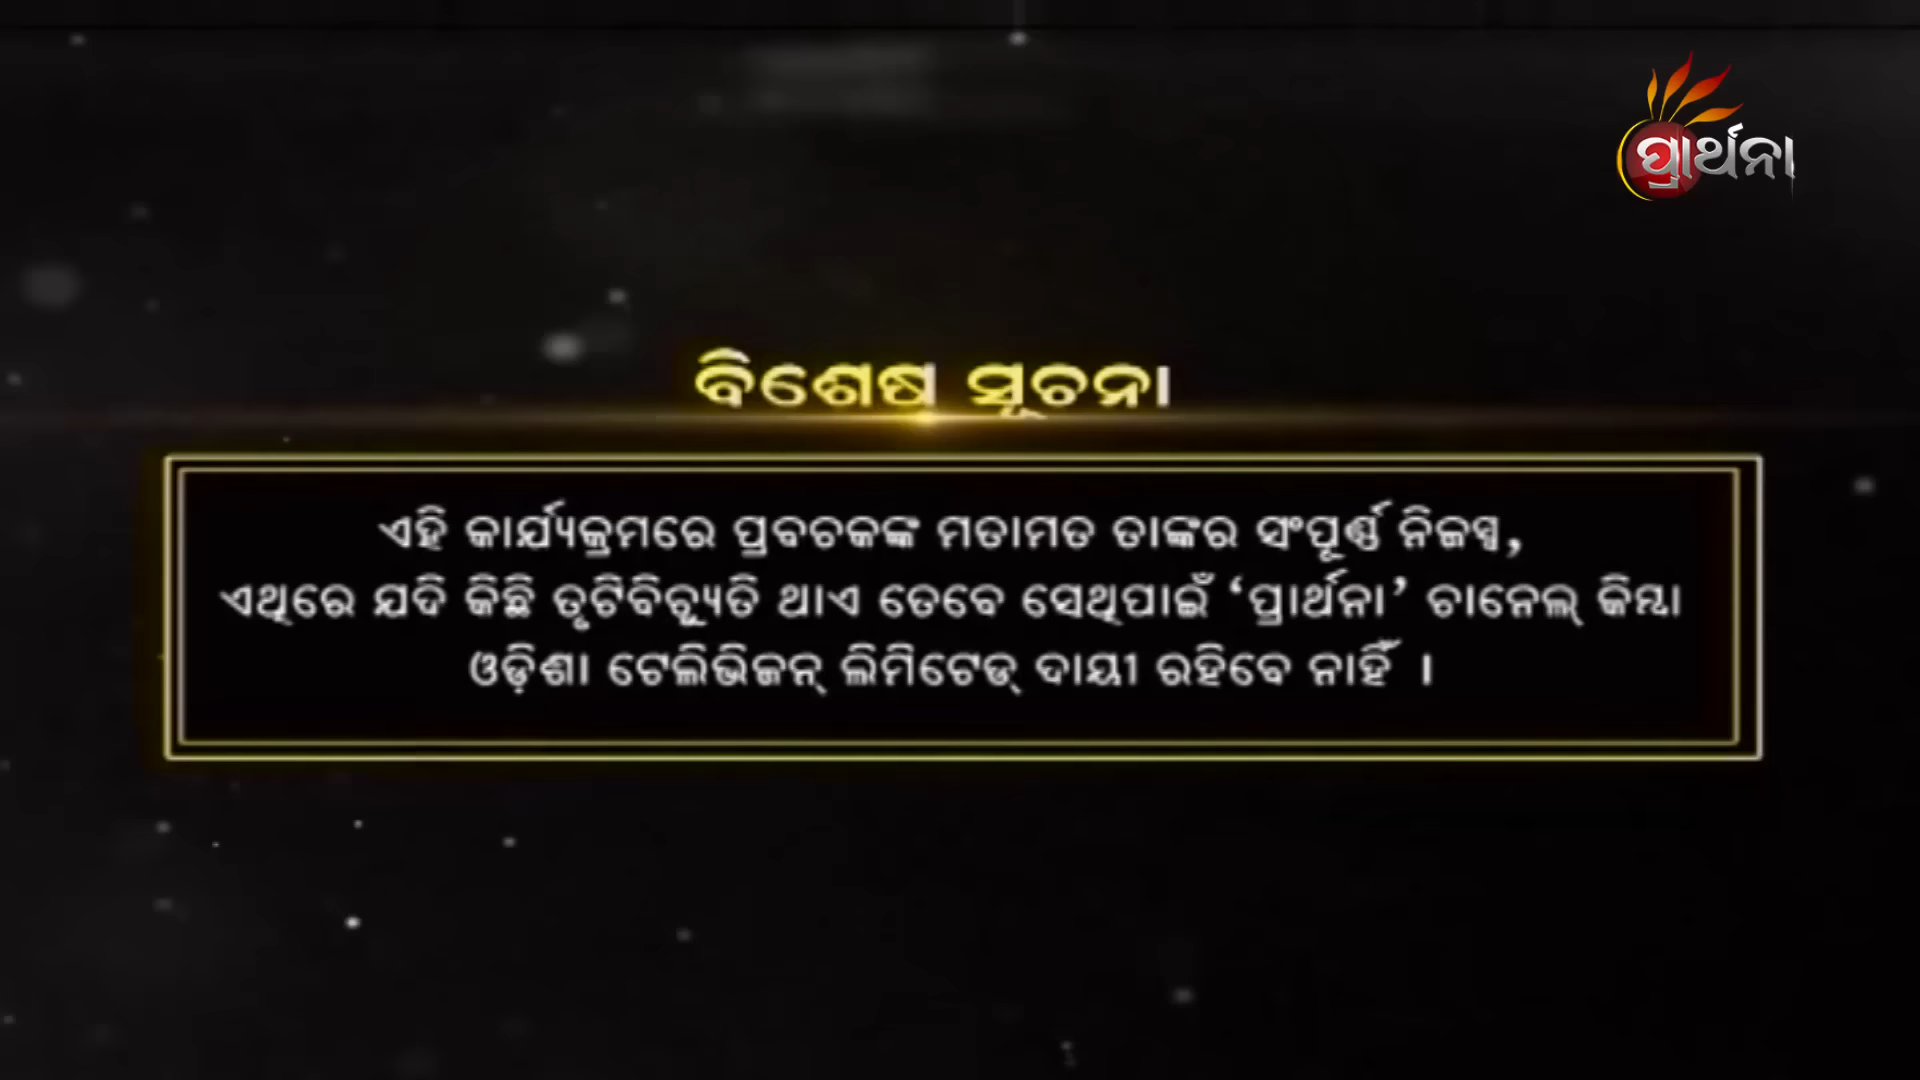 ପ୍ରାର୍ଥନା
ବିଶେଷ ସୂଚନା
ଏହି କାର୍ଯ୍ୟକ୍ରମରେ ପ୍ରବଚକଙ୍କ ମତାମତ ତାଙ୍କର ସଂପୂର୍ଣ୍ଣ ନିଜସ୍ୱ,
ଏଥିରେ ଯଦି କିଛି ତୃଟିବିଚ୍ୟୁତି ଥାଏ ତେବେ ସେଥିପାଇଁ ‘ପ୍ରାର୍ଥନା’ ଚାନେଲ୍ କିମ୍ବା
ଓଡ଼ିଶା ଟେଲିଭିଜନ୍ ଲିମିଟେଡ୍ ଦାୟୀ ରହିବେ ନାହିଁ ।